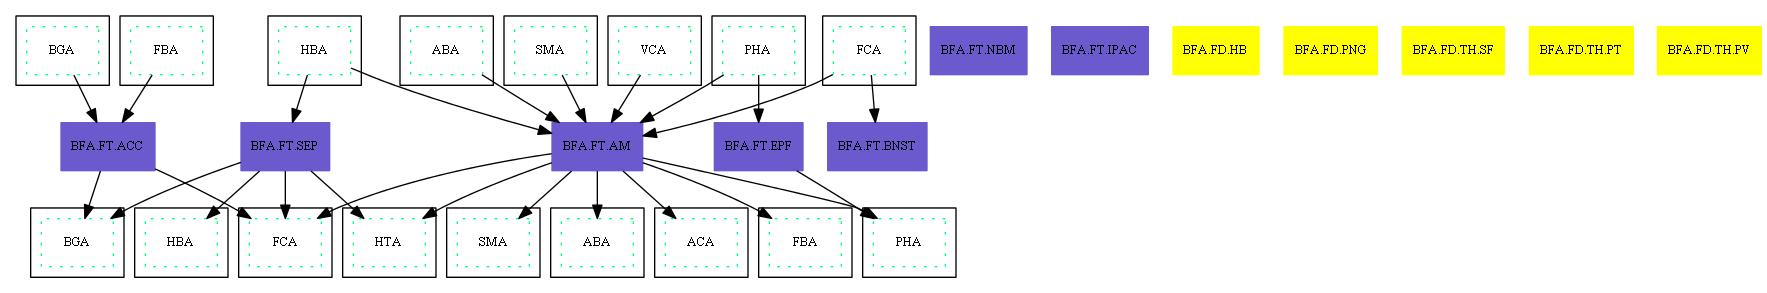 BGA
FBA
HBA
ABA
SMA
VCA
PHA
FCA
BFA.FT.NBM
BFA.FT.IPAC
BFA.FD.HB
BFA.FD.PNG
BFA.FD.TH.SF
BFA.FD.TH.PT
BFA.FD.TH.PV
BFA.FT.ACC
BFA.FT.SEP
BFA.FT.AM
BFA.FT.EPF
BFA.FT.BNST
BGA
HBA
FCA
HTA
SMA
ABA
ACA
FBA
PHA